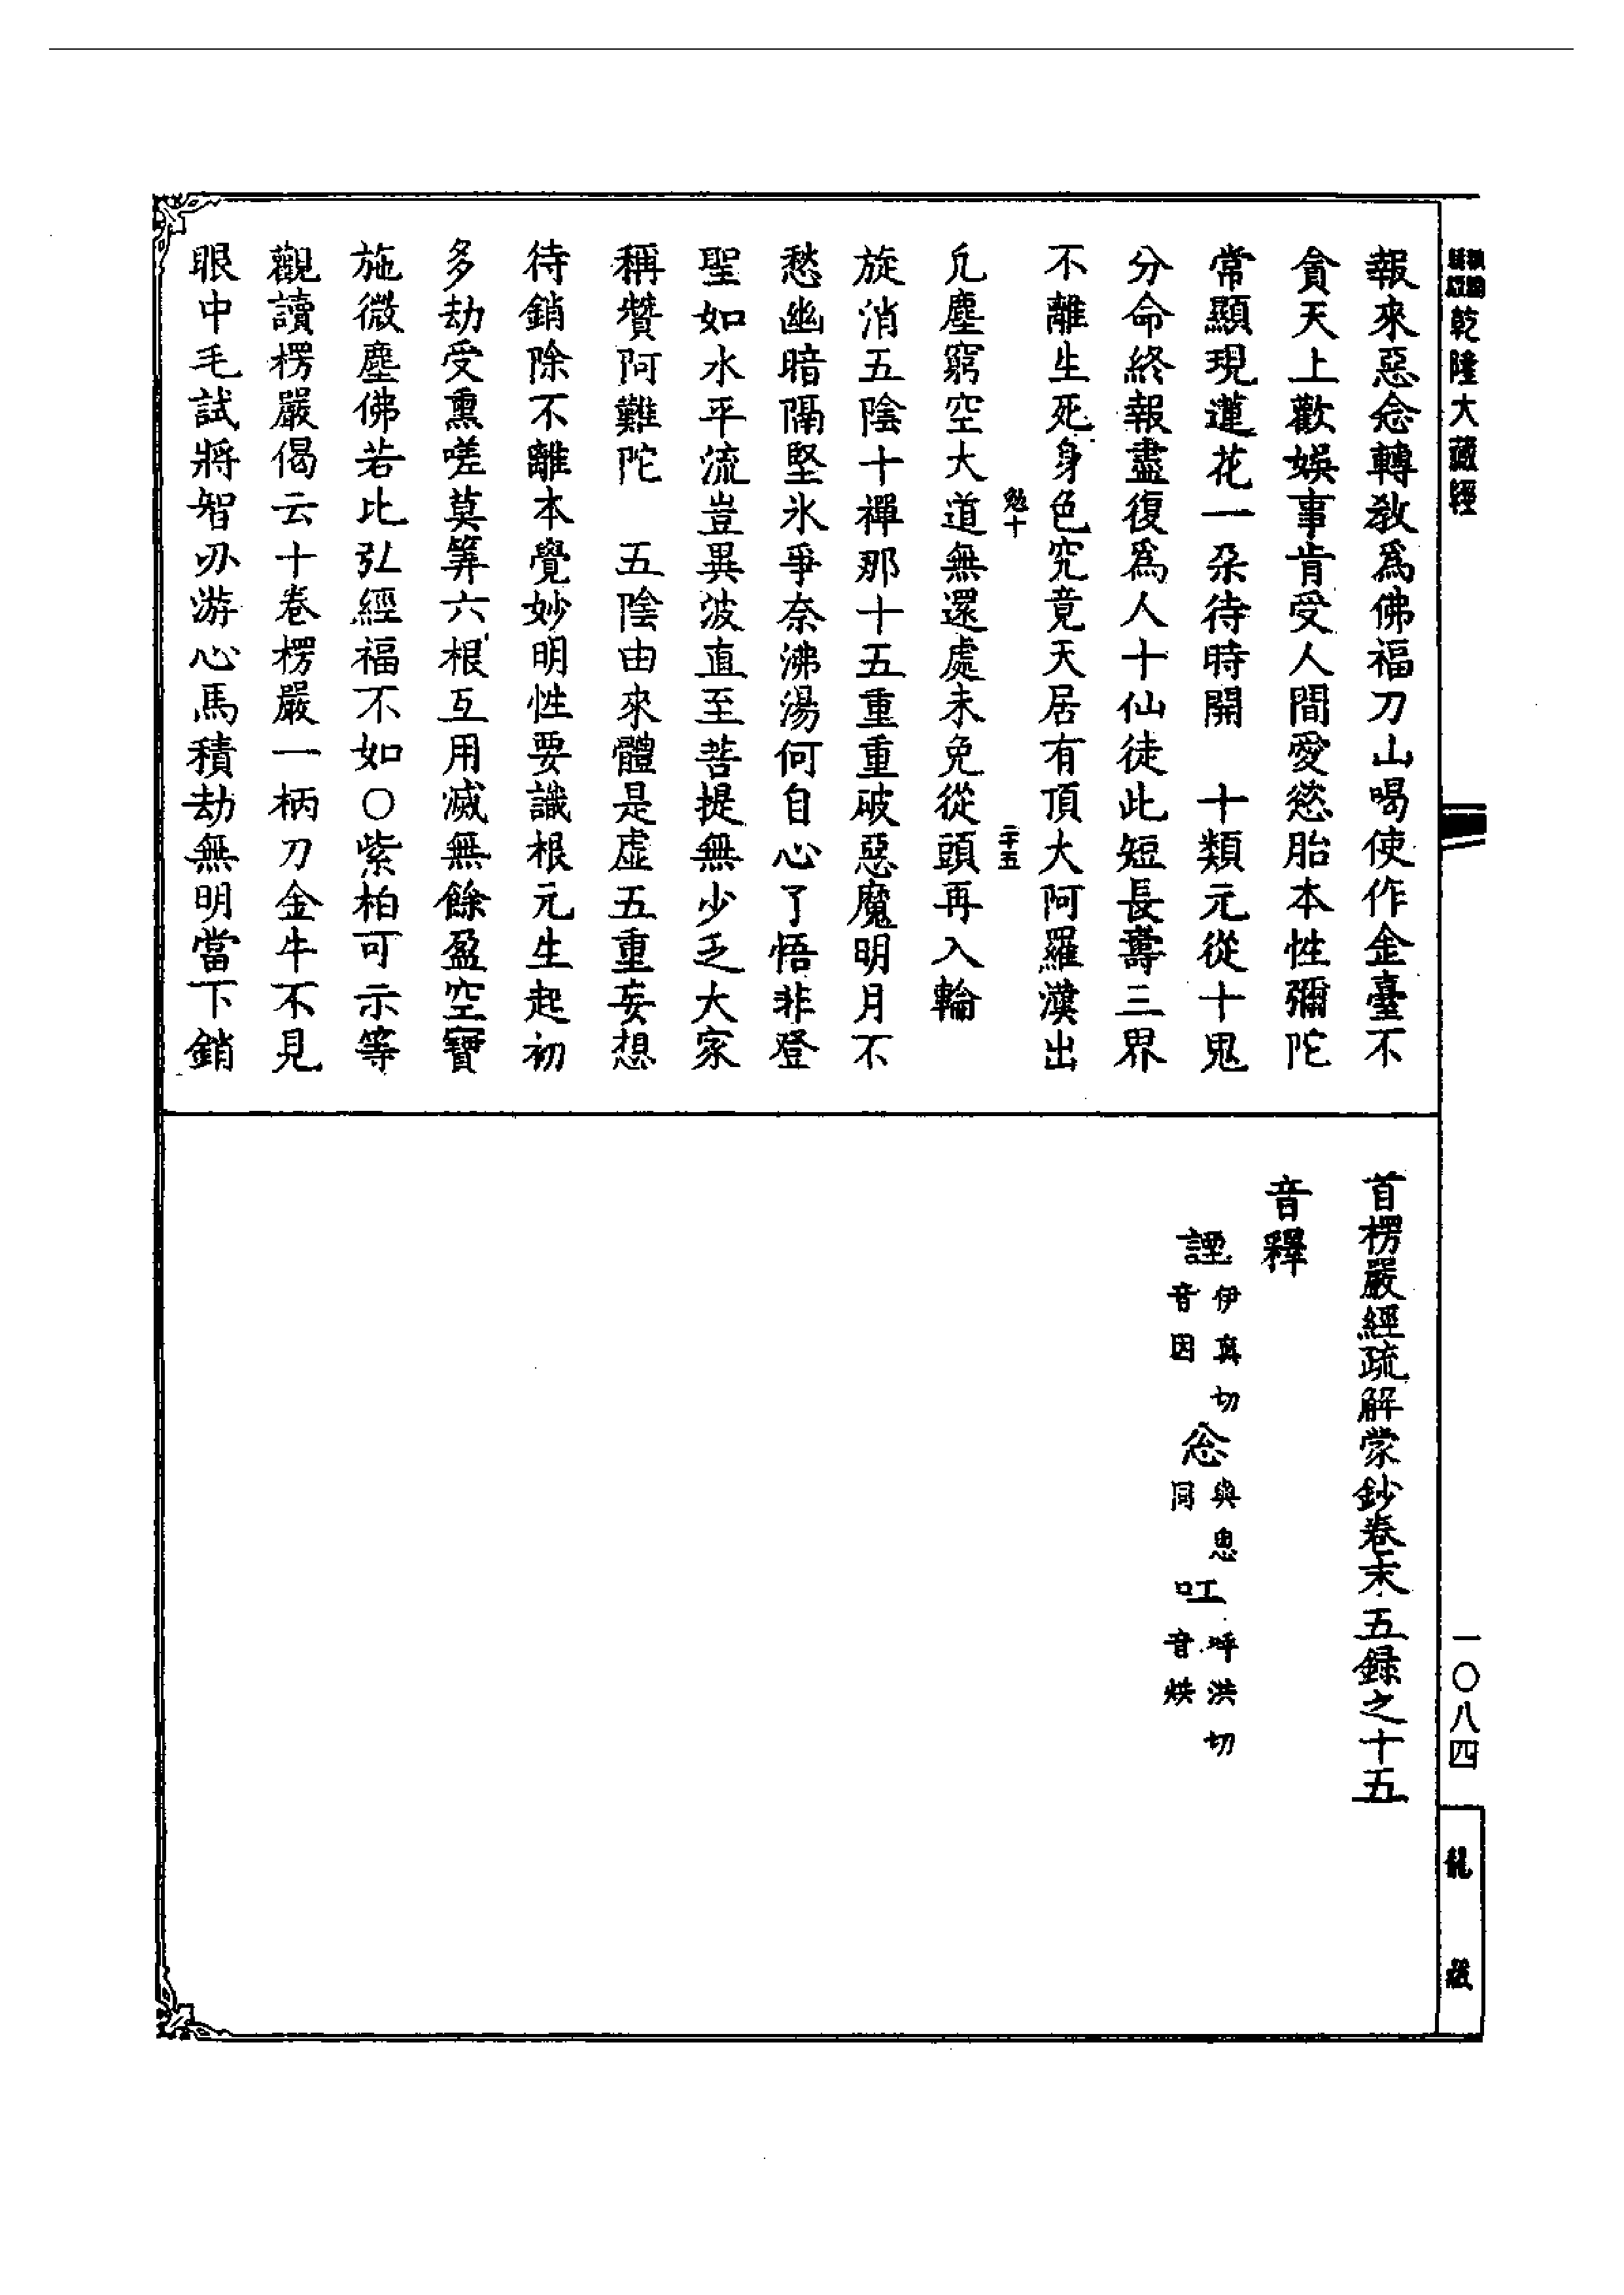 乾隆大藏經
一〇八四
龍藏
報來惡念轉敎爲佛福刀山喝使作金臺不
貪天上歡娛事肯受人間愛慾胎本性彌陀
常顯現蓮花一朶待時開　十類元從十鬼
分命終報盡復爲人十仙徒此短長壽三界
不離生死身色究竟天居有頂大阿羅漢出
勉十
二十五
凢塵窮空大道無還處未免從頭再入輪
旋消五陰十禪那十五重重破惡魔明月不
愁幽暗隔堅氷爭奈沸湯何自心了悟非登
聖如水平流豈異波直至菩提無少乏大家
稱讚阿難陀　五陰由來體是虛五重妄想
待銷除不離本覺妙明性要識根元生起初
多劫受熏嗟莫筭六根互用滅無餘盈空寶
施微塵佛若比弘經福不如〇紫柏可示等
觀讀楞嚴偈云十卷楞嚴一柄刀金牛不見
眼中毛試將智刅游心馬積劫無明當下銷
首楞嚴經疏解蒙鈔卷末五録之十五
音釋
諲伊真切音因 忩與悤同 𠮾呼洪切音烘